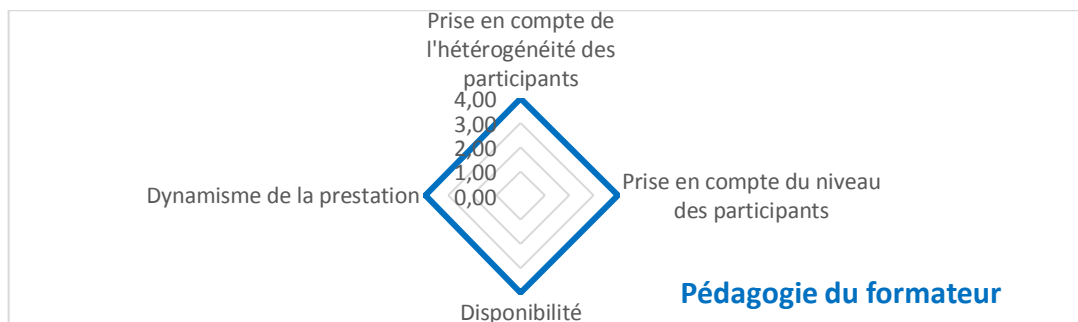 Prise en compte de
l'hétérogénéité des
participants
4,00
3,00
2,00
1,00
0,00
Dynamisme de la prestation
Prise en compte du niveau
des participants
Pédagogie du formateur
Disponibilité